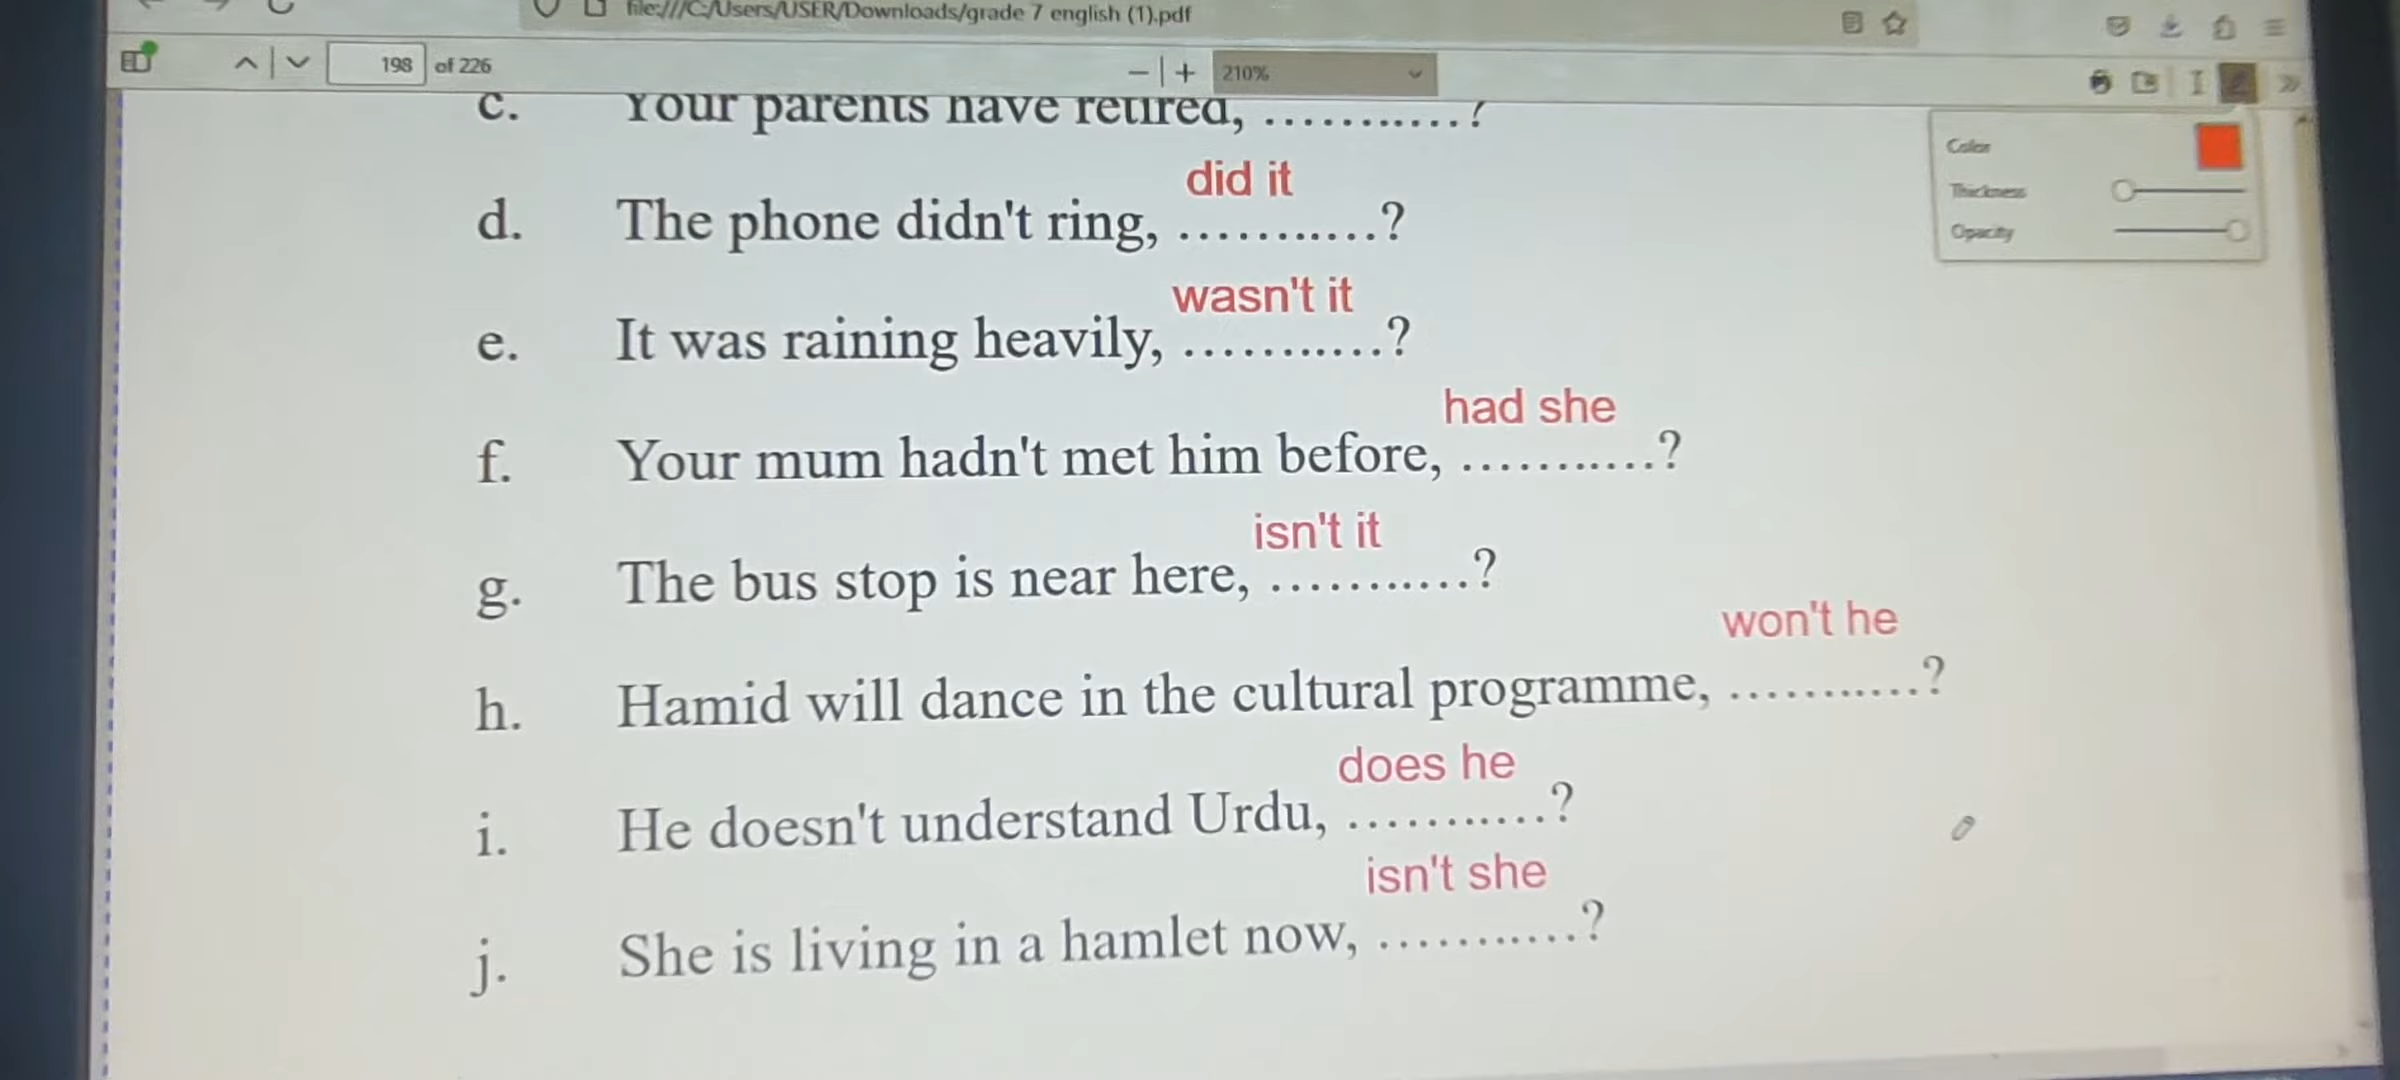 file:///C:/Users/USER/Downloads/grade 7 english (1).pdf
198 of 226
210%
Color
Thickness
Opacity
c. Your parents have retired, ...........?
did it
d. The phone didn't ring, ...........?
wasn't it
e. It was raining heavily, ...........?
had she
f. Your mum hadn't met him before, ...........?
isn't it
g. The bus stop is near here, ...........?
won't he
h. Hamid will dance in the cultural programme, ...........?
does he
i. He doesn't understand Urdu, ...........?
isn't she
j. She is living in a hamlet now, ...........?